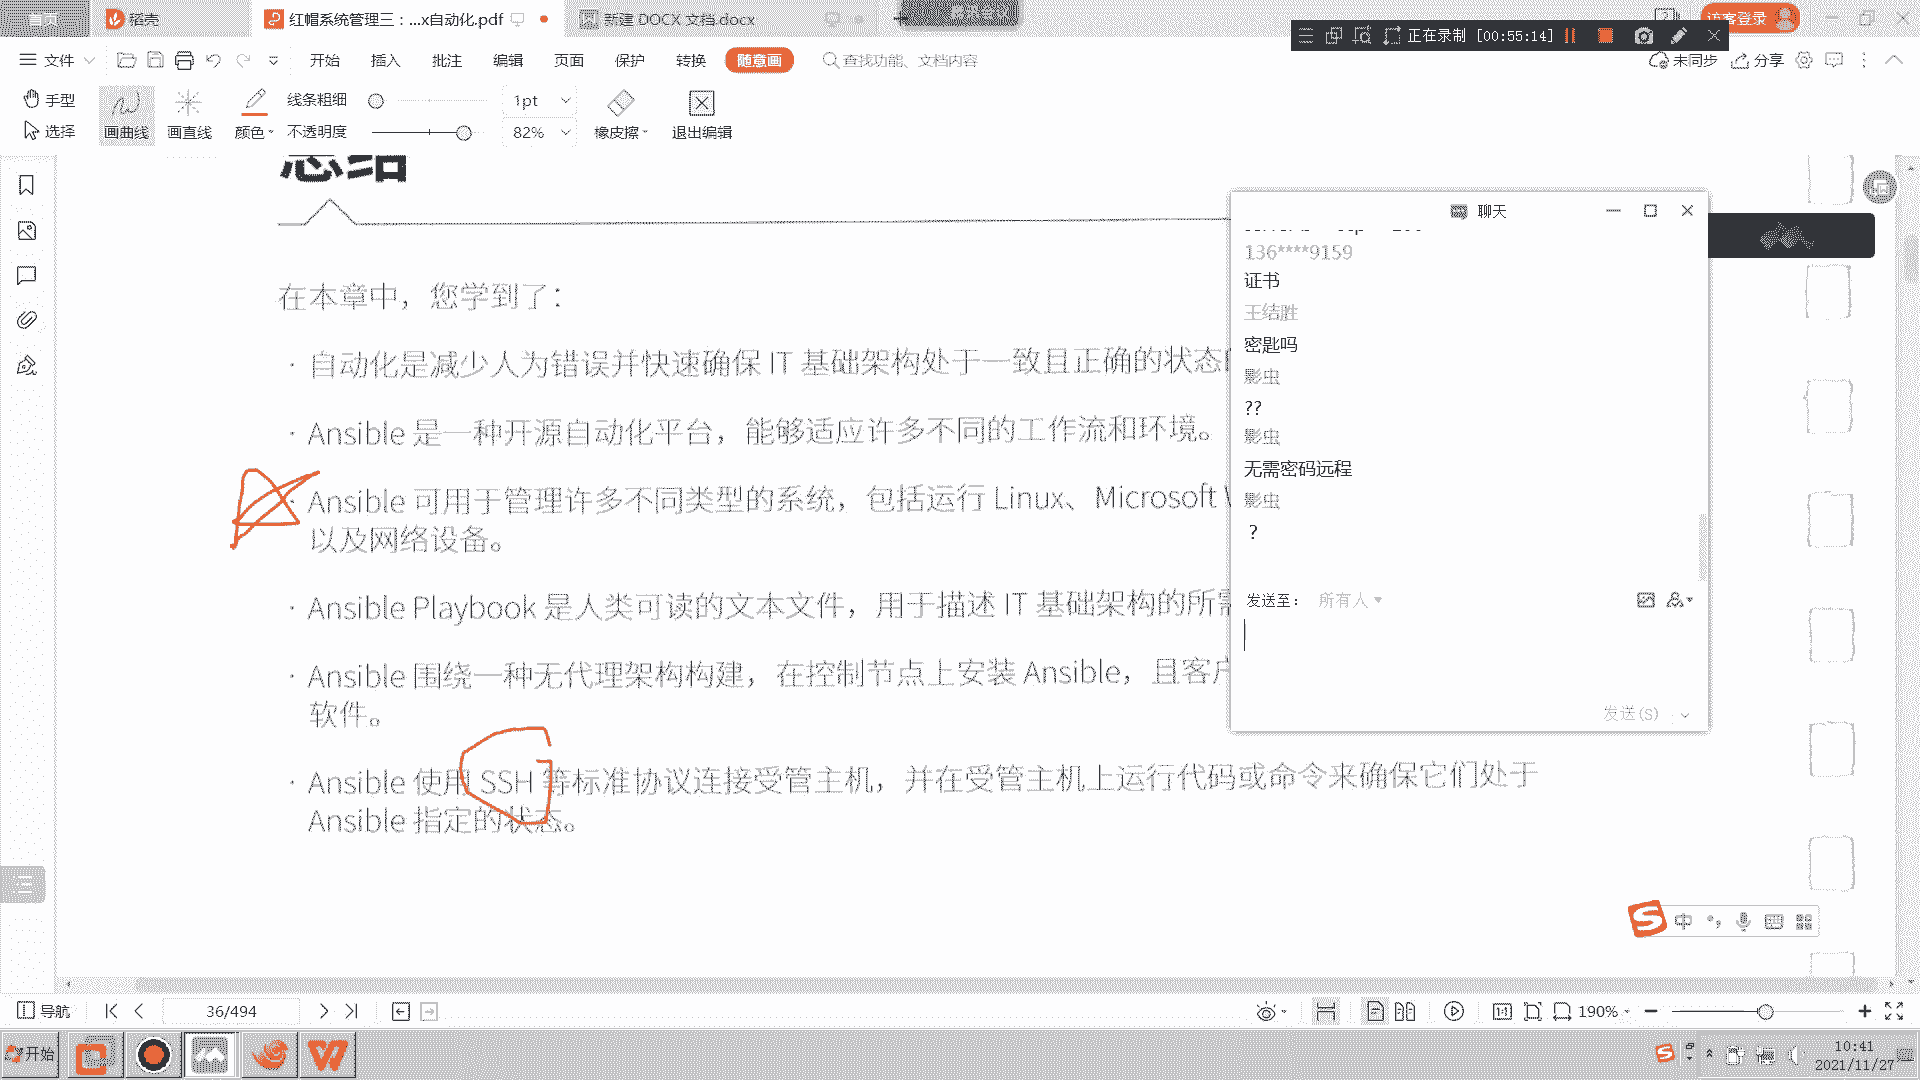 首页
稻壳
红帽系统管理三：...x自动化.pdf
新建 DOCX 文档.docx
访客登录
正在录制 [00:55:14]
文件
开始
插入
批注
编辑
页面
保护
转换
随意画
查找功能、文档内容
未同步
分享
手型
选择
画曲线
画直线
颜色
线条粗细
不透明度
1pt
82%
橡皮擦
退出编辑
总结
在本章中，您学到了：
· 自动化是减少人为错误并快速确保 IT 基础架构处于一致且正确的状态
· Ansible 是一种开源自动化平台，能够适应许多不同的工作流和环境。
· Ansible 可用于管理许多不同类型的系统，包括运行 Linux、Microsoft
以及网络设备。
· Ansible Playbook 是人类可读的文本文件，用于描述 IT 基础架构的所
· Ansible 围绕一种无代理架构构建，在控制节点上安装 Ansible，且客
软件。
· Ansible 使用 SSH 等标准协议连接受管主机，并在受管主机上运行代码或命令来确保它们处于
Ansible 指定的状态。
聊天
136****9159
证书
王结胜
密匙吗
影虫
??
影虫
无需密码远程
影虫
？
发送至：
所有人
发送(S)
中
导航
36/494
190%
开始
10:41
2021/11/27